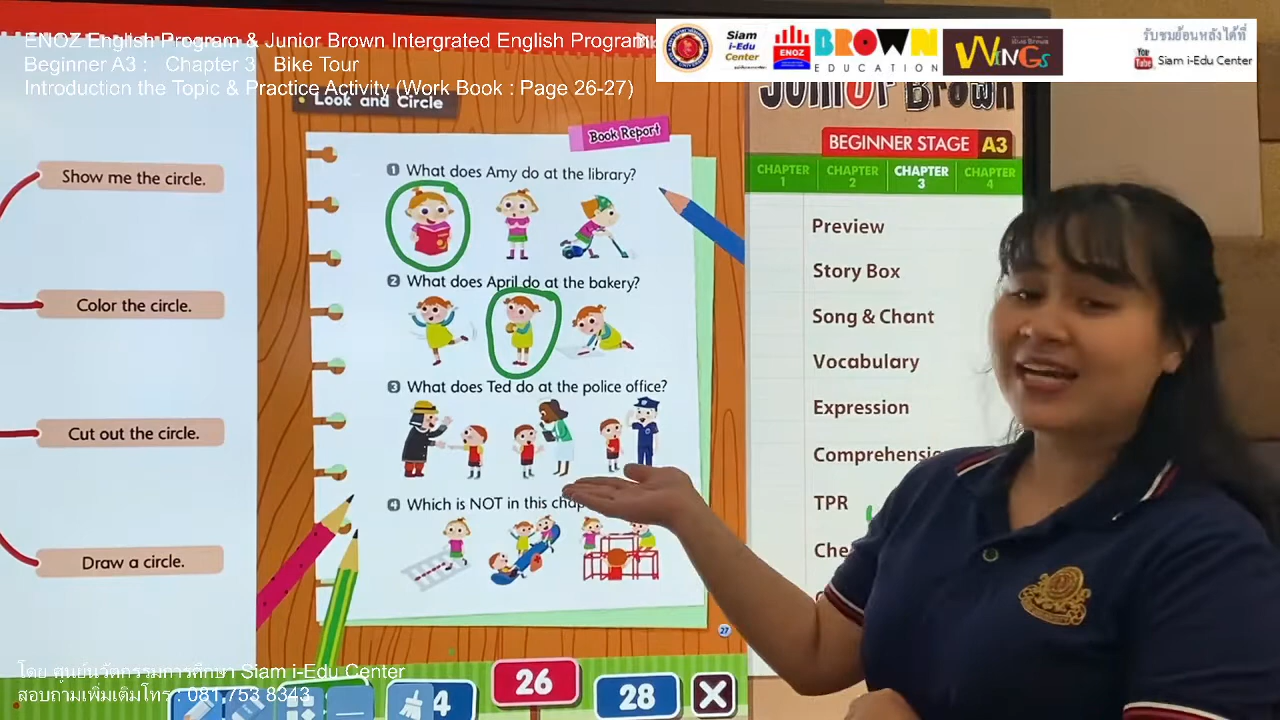 ENOZ English Program & Junior Brown Intergrated English Program
Beginner A3 : Chapter 3 Bike Tour
Introduction the Topic & Practice Activity (Work Book : Page 26-27)
Siam i-Edu Center
ENOZ
BROWN EDUCATION
WiNGs
รับชมย้อนหลังได้ที่
You Tube Siam i-Edu Center
• Look and Circle
Book Report
Show me the circle.
Color the circle.
Cut out the circle.
Draw a circle.
1 What does Amy do at the library?
2 What does April do at the bakery?
3 What does Ted do at the police office?
4 Which is NOT in this chap
27
Junior Brown
BEGINNER STAGE A3
CHAPTER 1 CHAPTER 2 CHAPTER 3 CHAPTER 4
Preview
Story Box
Song & Chant
Vocabulary
Expression
Comprehensio
TPR
Che
โดย ศูนย์นวัตกรรมการศึกษา Siam i-Edu Center
สอบถามเพิ่มเติมโทร : 081 753 8343
4 26 28